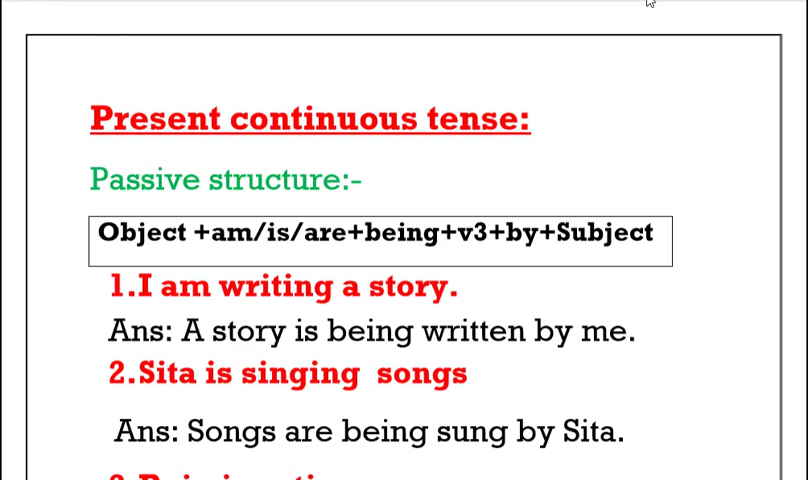 Present continuous tense:
Passive structure:-
Object +am/is/are+being+v3+by+Subject
1.I am writing a story.
Ans: A story is being written by me.
2.Sita is singing  songs
Ans: Songs are being sung by Sita.